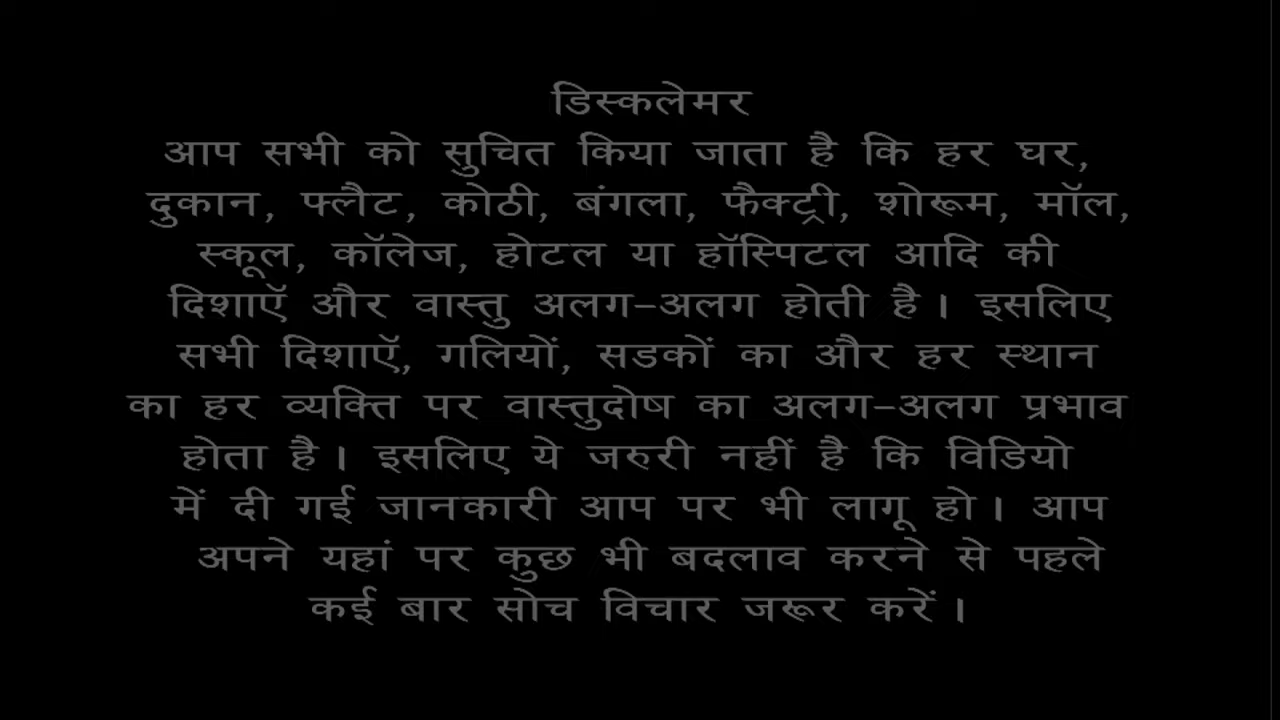 डिस्कलेमर
आप सभी को सुचित किया जाता है कि हर घर,
दुकान, फ्लैट, कोठी, बंगला, फैक्ट्री, शोरूम, मॉल,
स्कूल, कॉलेज, होटल या हॉस्पिटल आदि की
दिशाऍ और वास्तु अलग-अलग होती है। इसलिए
सभी दिशाऍ, गलियों, सडकों का और हर स्थान
का हर व्यक्ति पर वास्तुदोष का अलग-अलग प्रभाव
होता है। इसलिए ये जरुरी नहीं है कि विडियो
में दी गई जानकारी आप पर भी लागू हो। आप
अपने यहां पर कुछ भी बदलाव करने से पहले
कई बार सोच विचार जरूर करें।